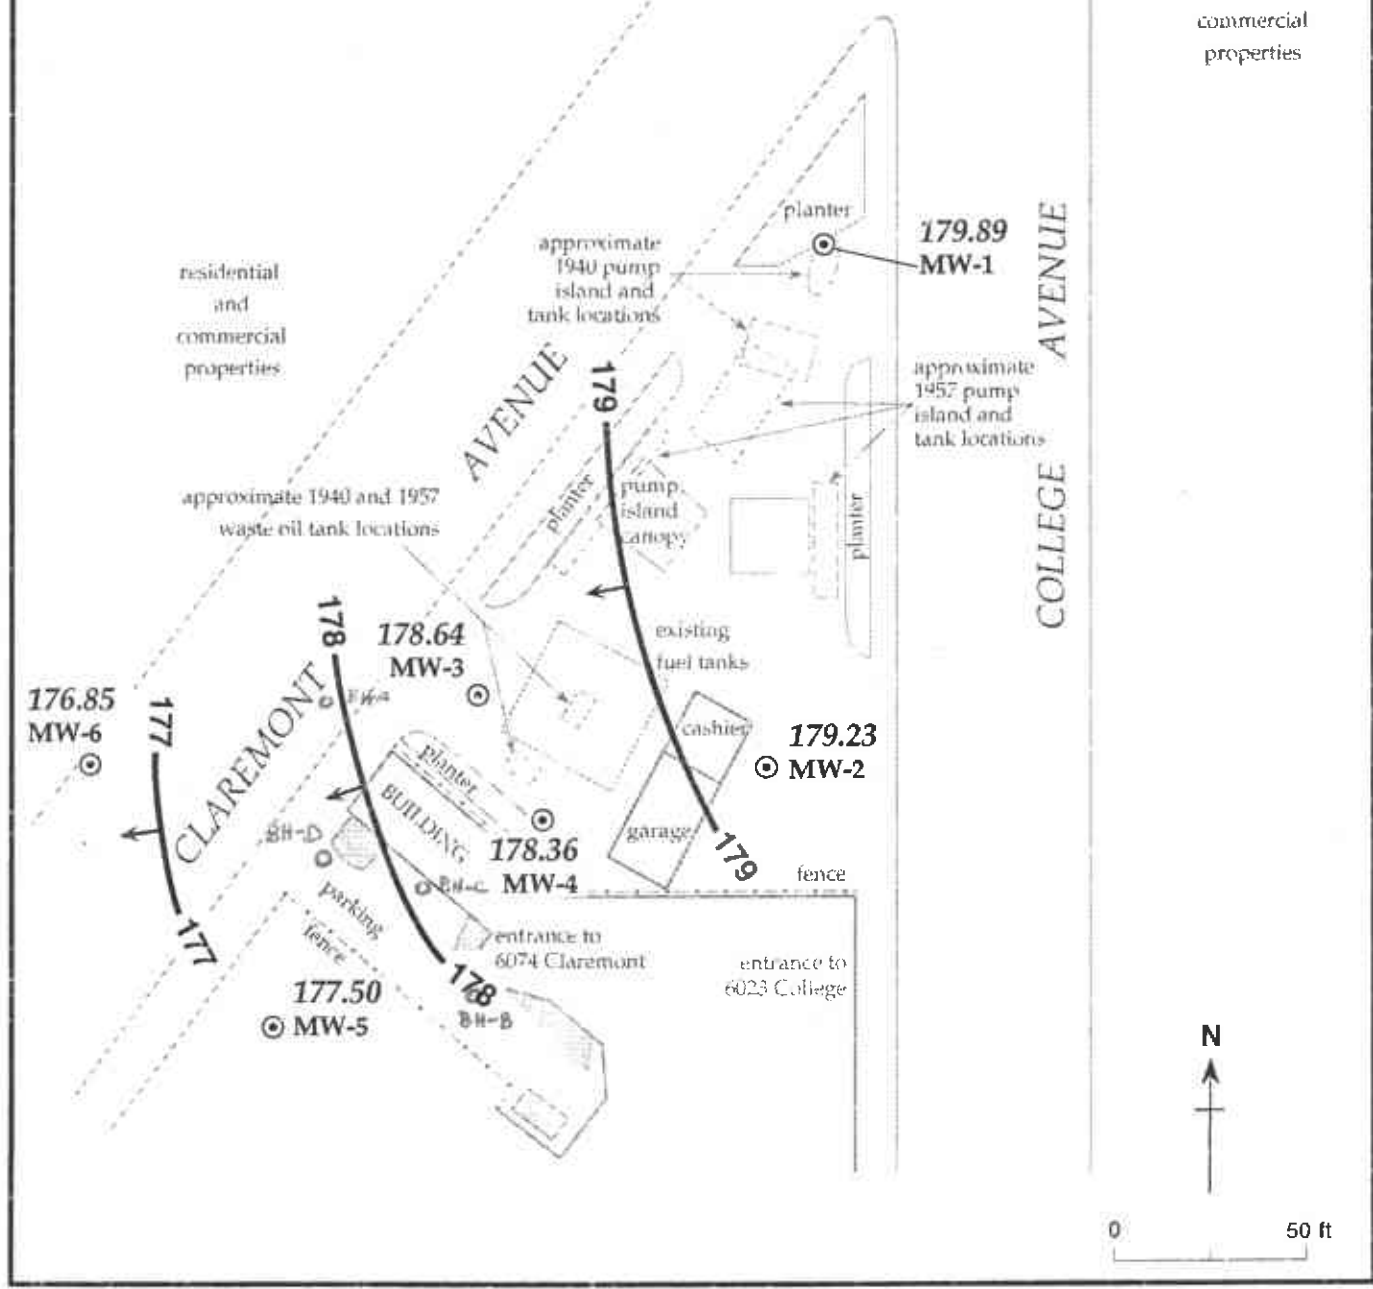 commercial
properties
planter
179.89
MW-1
AVENUE
COLLEGE
approximate
1940 pump
island and
tank locations
residential
and
commercial
properties
approximate
1957 pump
island and
tank locations
AVENUE
CLAREMONT
179
planter
pump
island
canopy
planter
approximate 1940 and 1957
waste oil tank locations
178
178.64
MW-3
existing
fuel tanks
176.85
MW-6
177
cashier
179.23
MW-2
planter
BUILDING
garage
179
178.36
MW-4
fence
BH-D
BH-C
parking
fence
177
entrance to
6074 Claremont
entrance to
6023 College
178
BH-B
177.50
MW-5
N
0 50 ft